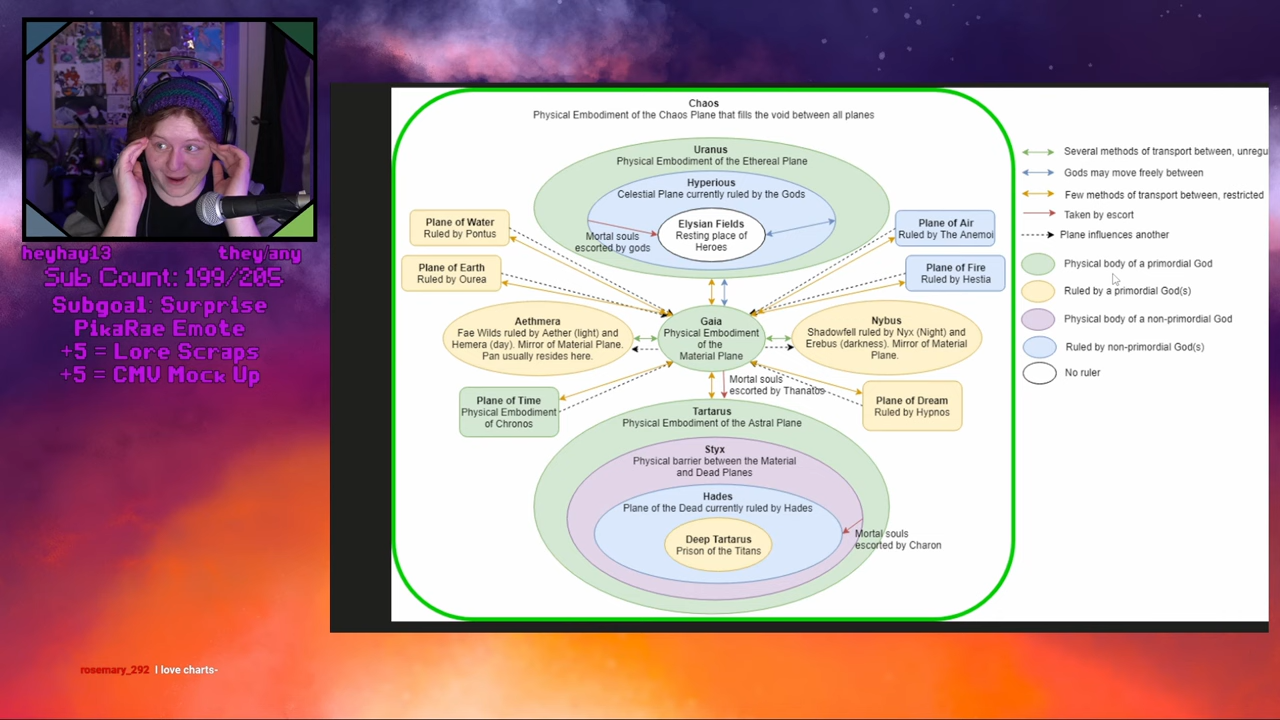 heyhay13 they/any
Sub Count: 199/205
Subgoal: Surprise
PikaRae Emote
+5 = Lore Scraps
+5 = CMV Mock Up
rosemary_292 I love charts-
Chaos
Physical Embodiment of the Chaos Plane that fills the void between all planes
Uranus
Physical Embodiment of the Ethereal Plane
Hyperious
Celestial Plane currently ruled by the Gods
Elysian Fields
Resting place of
Heroes
Mortal souls
escorted by gods
Plane of Water
Ruled by Pontus
Plane of Earth
Ruled by Ourea
Plane of Air
Ruled by The Anemoi
Plane of Fire
Ruled by Hestia
Aethmera
Fae Wilds ruled by Aether (light) and
Hemera (day). Mirror of Material Plane.
Pan usually resides here.
Gaia
Physical Embodiment
of the
Material Plane
Nybus
Shadowfell ruled by Nyx (Night) and
Erebus (darkness). Mirror of Material
Plane.
Mortal souls
escorted by Thanatos
Plane of Time
Physical Embodiment
of Chronos
Plane of Dream
Ruled by Hypnos
Tartarus
Physical Embodiment of the Astral Plane
Styx
Physical barrier between the Material
and Dead Planes
Hades
Plane of the Dead currently ruled by Hades
Deep Tartarus
Prison of the Titans
Mortal souls
escorted by Charon
Several methods of transport between, unregu
Gods may move freely between
Few methods of transport between, restricted
Taken by escort
Plane influences another
Physical body of a primordial God
Ruled by a primordial God(s)
Physical body of a non-primordial God
Ruled by non-primordial God(s)
No ruler